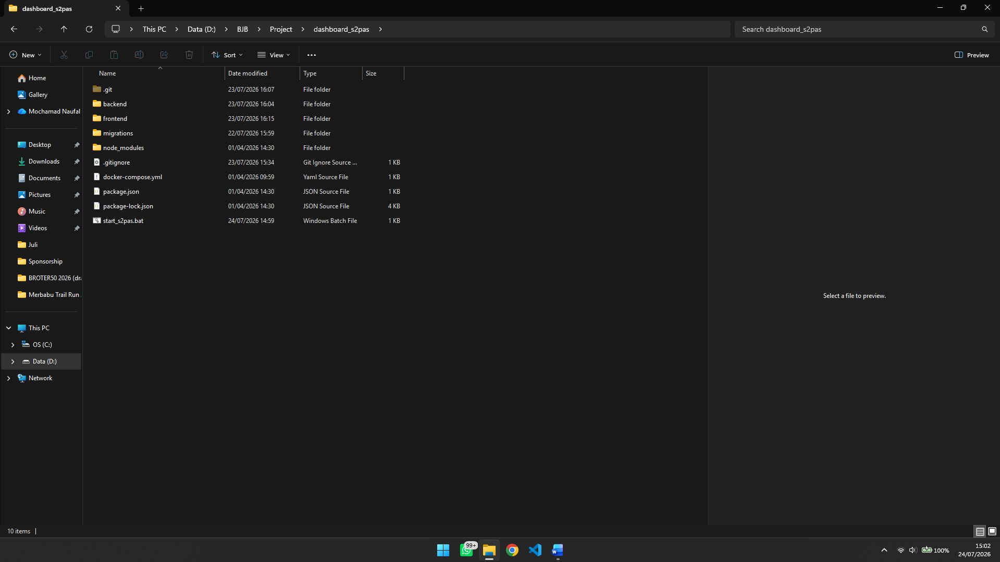 dashboard_s2pas
This PC
Data (D:)
BJB
Project
dashboard_s2pas
Search dashboard_s2pas
New
Sort
View
Preview
Name Date modified Type Size
.git 23/07/2026 16:07 File folder
backend 23/07/2026 16:04 File folder
frontend 23/07/2026 16:15 File folder
migrations 22/07/2026 15:59 File folder
node_modules 01/04/2026 14:30 File folder
.gitignore 23/07/2026 15:34 Git Ignore Source ... 1 KB
docker-compose.yml 01/04/2026 09:59 Yaml Source File 1 KB
package.json 01/04/2026 14:30 JSON Source File 1 KB
package-lock.json 01/04/2026 14:30 JSON Source File 4 KB
start_s2pas.bat 24/07/2026 14:59 Windows Batch File 1 KB
Home
Gallery
Mochamad Naufal
Desktop
Downloads
Documents
Pictures
Music
Videos
Juli
Sponsorship
BROTER50 2026 (dra
Merbabu Trail Run .
This PC
OS (C:)
Data (D:)
Network
Select a file to preview.
10 items
99+
100%
15:02
24/07/2026